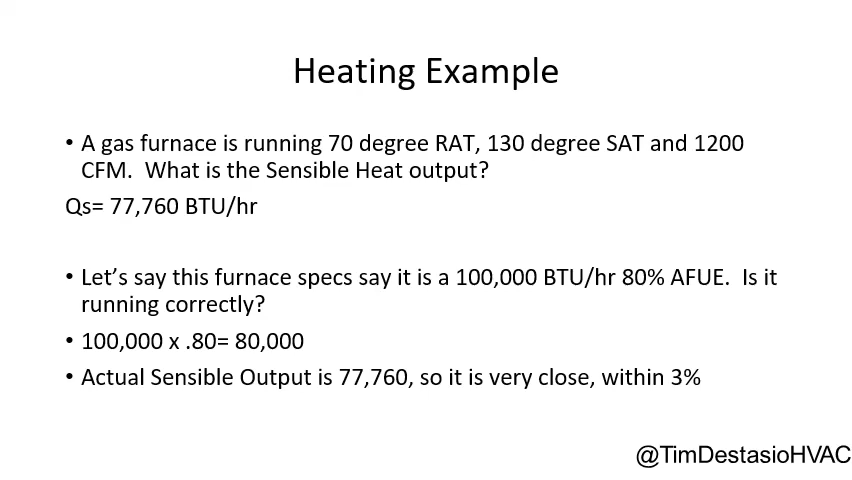 Heating Example
• A gas furnace is running 70 degree RAT, 130 degree SAT and 1200
CFM.  What is the Sensible Heat output?
Qs= 77,760 BTU/hr
• Let’s say this furnace specs say it is a 100,000 BTU/hr 80% AFUE.  Is it
running correctly?
• 100,000 x .80= 80,000
• Actual Sensible Output is 77,760, so it is very close, within 3%
@TimDestasioHVAC